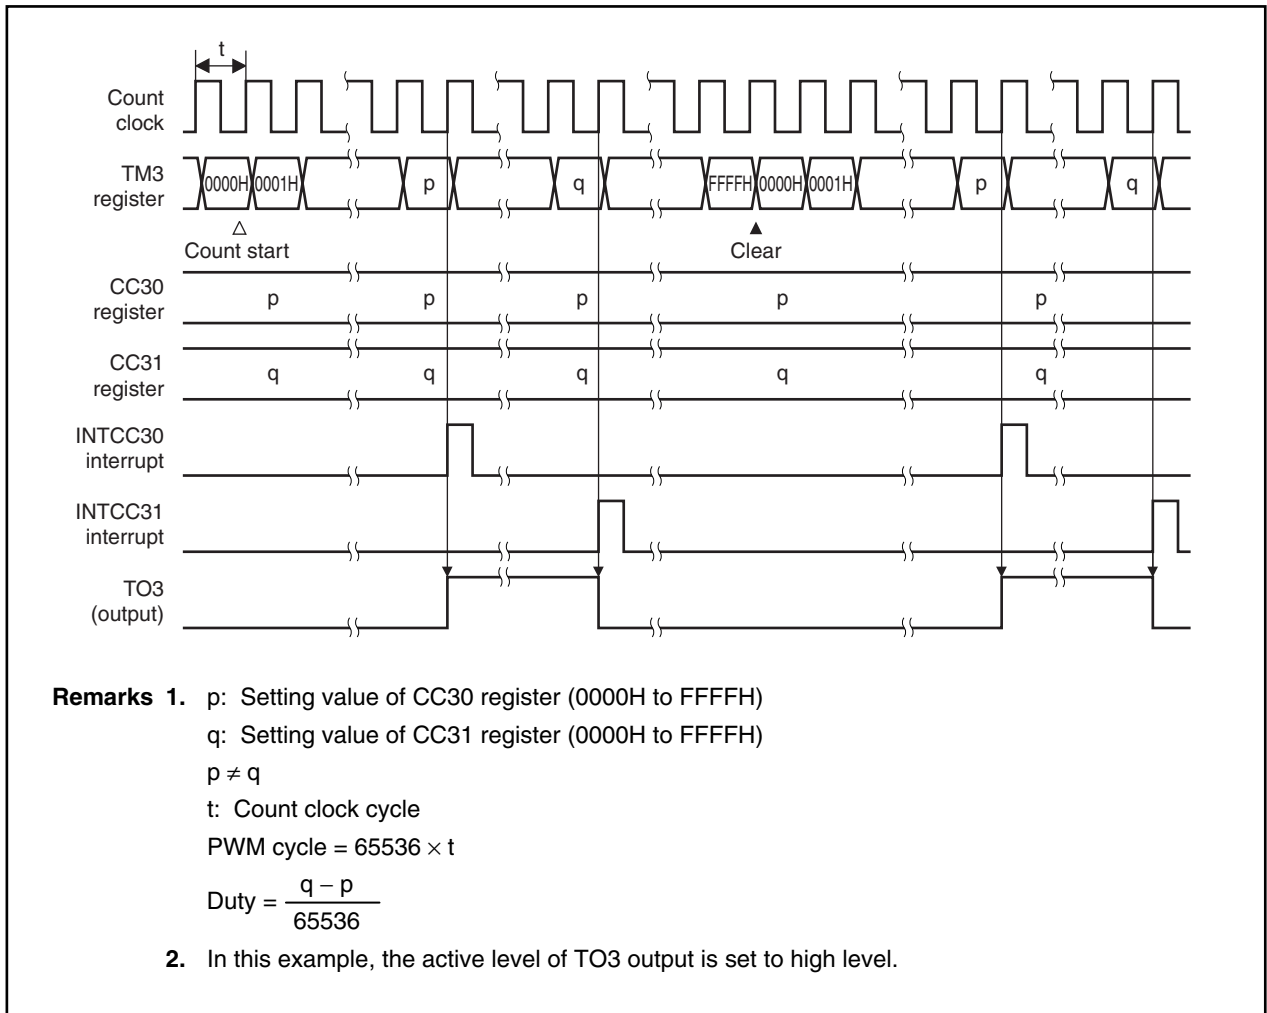 t
Count
clock
TM3
register
0000H 0001H p q FFFFH 0000H 0001H p q
△ ▲
Count start Clear
CC30
register
p p p p p
CC31
register
q q q q q
INTCC30
interrupt
INTCC31
interrupt
TO3
(output)
Remarks 1. p: Setting value of CC30 register (0000H to FFFFH)
q: Setting value of CC31 register (0000H to FFFFH)
p ≠ q
t: Count clock cycle
PWM cycle = 65536 × t
Duty = q − p
65536
2. In this example, the active level of TO3 output is set to high level.